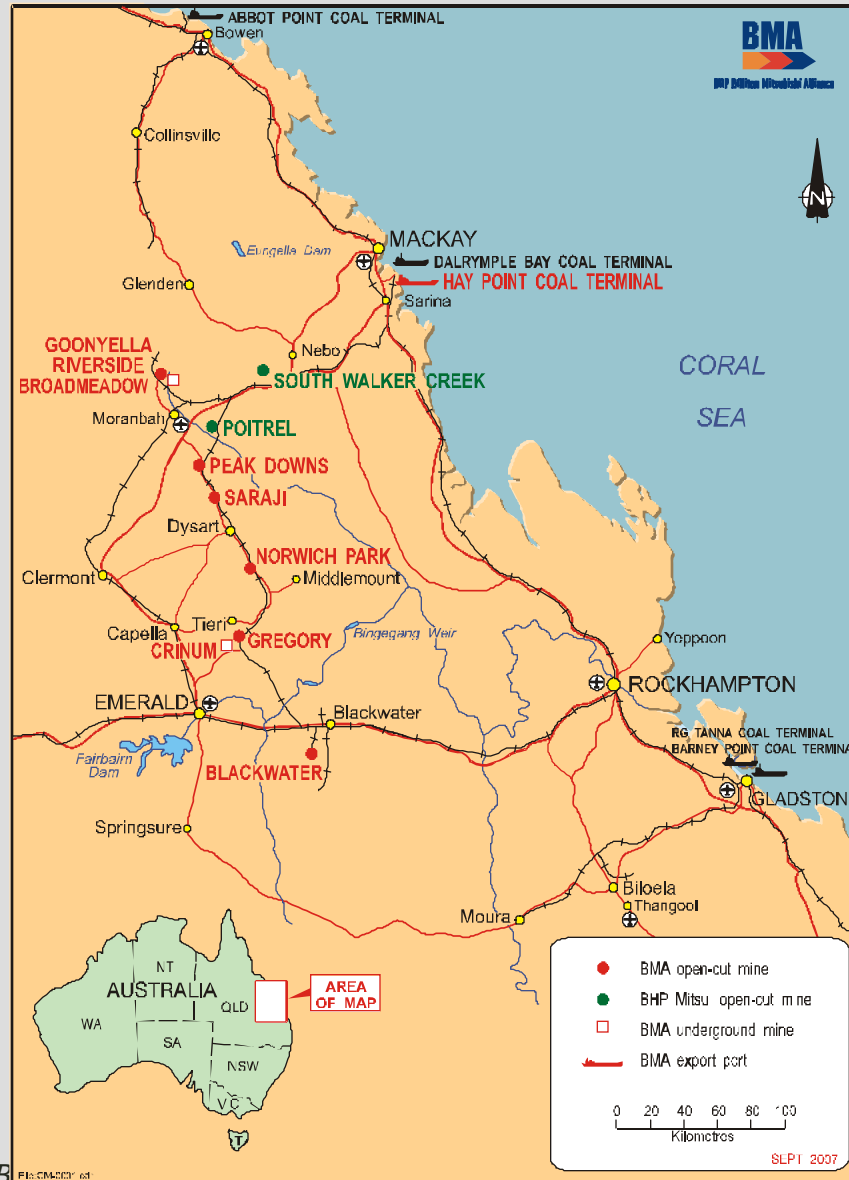 ABBOT POINT COAL TERMINAL
Bowen
BMA
BHP Billiton Mitsubishi Alliance
Collinsville
N
MACKAY
Eungella Dam
DALRYMPLE BAY COAL TERMINAL
HAY POINT COAL TERMINAL
Glenden
Sarina
GOONYELLA
RIVERSIDE
BROADMEADOW
Nebo
SOUTH WALKER CREEK
CORAL
SEA
Moranbah
POITREL
PEAK DOWNS
SARAJI
Dysart
NORWICH PARK
Clermont
Middlemount
Tieri
Capella
Bingegang Weir
GREGORY
CRINUM
Yeppoon
ROCKHAMPTON
EMERALD
Blackwater
RG TANNA COAL TERMINAL
BARNEY POINT COAL TERMINA
Fairbairn
Dam
BLACKWATER
GLADSTON
Springsure
Biloela
Thangool
Moura
NT
AUSTRALIA
QLD
WA
SA
NSW
VIC
T
AREA
OF MAP
BMA open-cut mine
BHP Mitsui open-cut mine
BMA underground mine
BMA export port
0 20 40 60 80 100
Kilometres
SEPT 2007
B